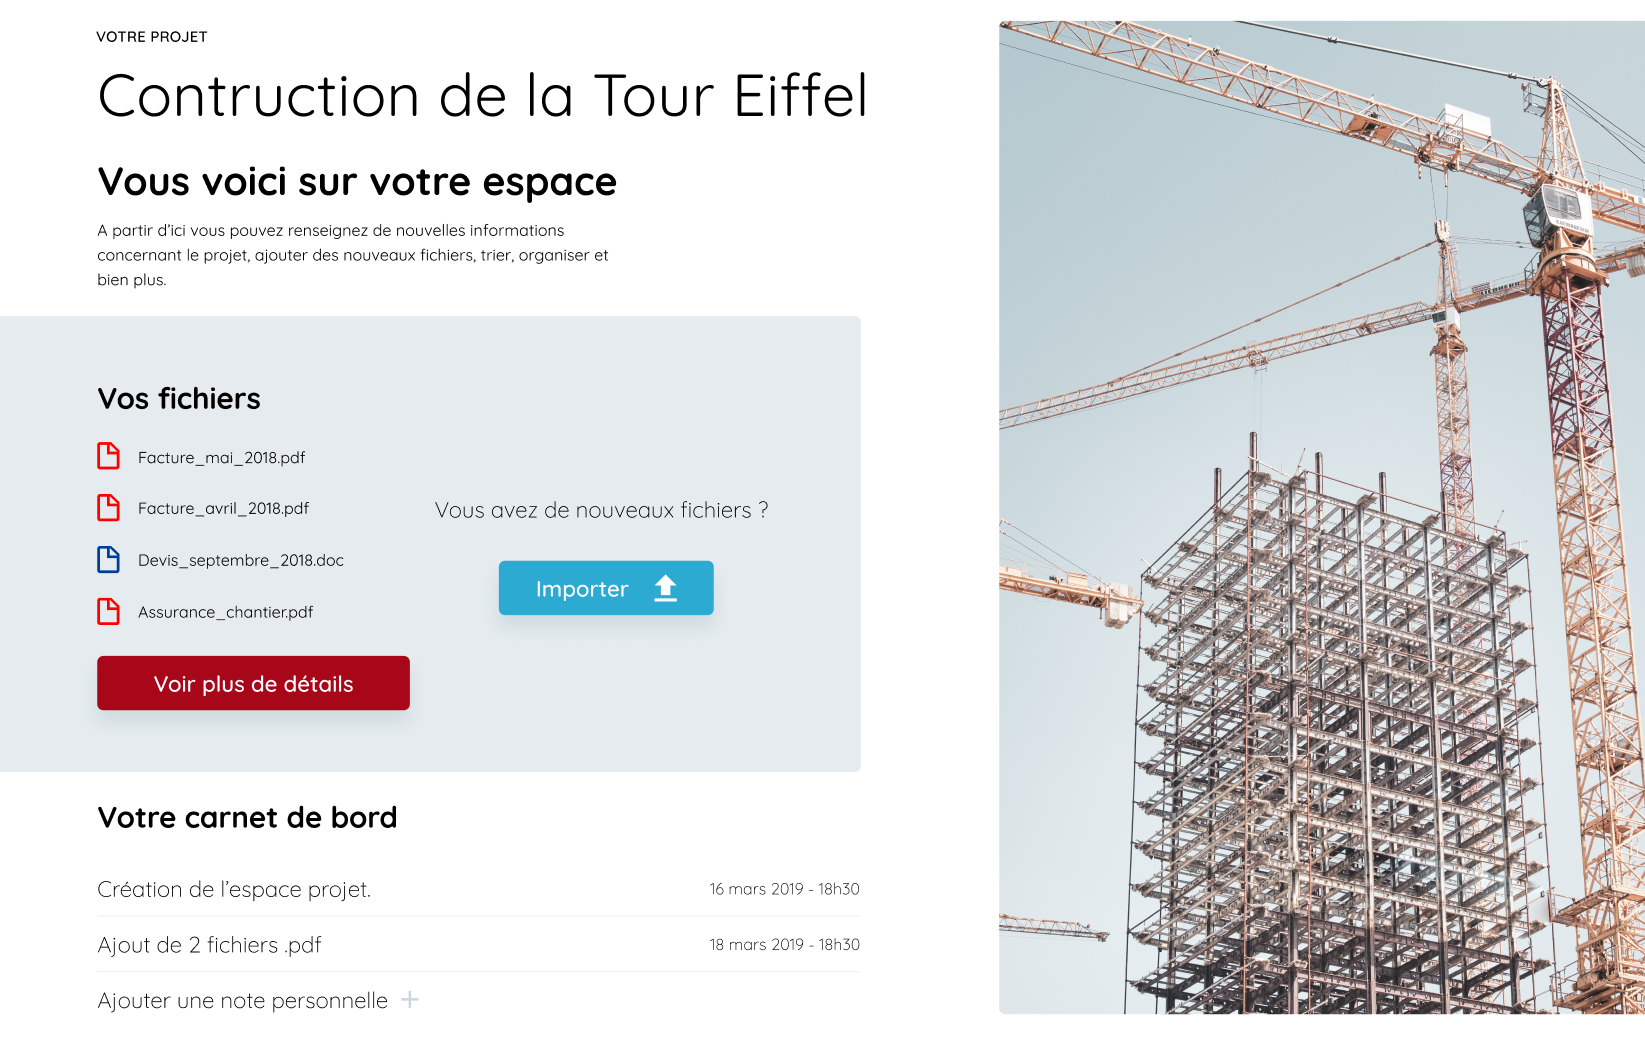 VOTRE PROJET
Contruction de la Tour Eiffel
Vous voici sur votre espace
A partir d'ici vous pouvez renseignez de nouvelles informations
concernant le projet, ajouter des nouveaux fichiers, trier, organiser et
bien plus.
Vos fichiers
Facture_mai_2018.pdf
Facture_avril_2018.pdf
Devis_septembre_2018.doc
Assurance_chantier.pdf
Voir plus de détails
Vous avez de nouveaux fichiers ?
Importer
Votre carnet de bord
Création de l'espace projet.
16 mars 2019 - 18h30
Ajout de 2 fichiers .pdf
18 mars 2019 - 18h30
Ajouter une note personnelle +
LIEBHERR